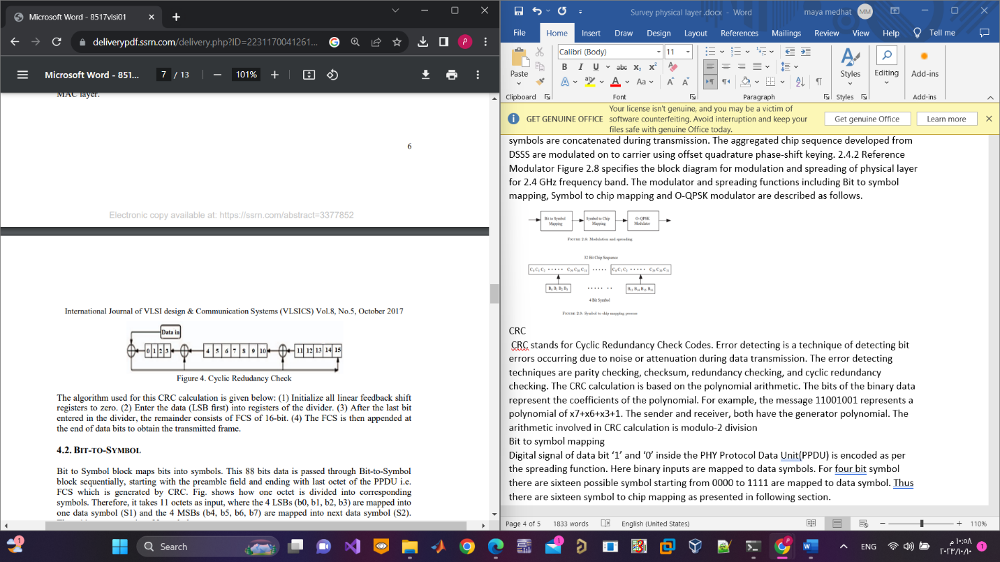 Microsoft Word - 8517vlsi01
deliverypdf.ssrn.com/delivery.php?ID=2231170041261...
Microsoft Word - 851...
7 / 13
101%
MAC layer.
6
Electronic copy available at: https://ssrn.com/abstract=3377852
International Journal of VLSI design & Communication Systems (VLSICS) Vol.8, No.5, October 2017
Data in
0 1 2 3 4 5 6 7 8 9 10 11 12 13 14 15
Figure 4. Cyclic Redudancy Check
The algorithm used for this CRC calculation is given below: (1) Initialize all linear feedback shift
registers to zero. (2) Enter the data (LSB first) into registers of the divider. (3) After the last bit
entered in the divider, the remainder consists of FCS of 16-bit. (4) The FCS is then appended at
the end of data bits to obtain the transmitted frame.
4.2. BIT-TO-SYMBOL
Bit to Symbol block maps bits into symbols. This 88 bits data is passed through Bit-to-Symbol
block sequentially, starting with the preamble field and ending with last octet of the PPDU i.e.
FCS which is generated by CRC. Fig. shows how one octet is divided into corresponding
symbols. Therefore, it takes 11 octets as input, where the 4 LSBs (b0, b1, b2, b3) are mapped into
one data symbol (S1) and the 4 MSBs (b4, b5, b6, b7) are mapped into next data symbol (S2).
Survey physical layer .docx - Word
maya medhat MM
File Home Insert Draw Design Layout References Mailings Review View Help Tell me
Paste
Calibri (Body) 11
B I U abc X₂ X²
A ab A Aa A A
Styles
Editing
Add-ins
Clipboard Font Paragraph Styles Add-ins
GET GENUINE OFFICE
Your license isn't genuine, and you may be a victim of
software counterfeiting. Avoid interruption and keep your
files safe with genuine Office today.
Get genuine Office
Learn more
symbols are concatenated during transmission. The aggregated chip sequence developed from
DSSS are modulated on to carrier using offset quadrature phase-shift keying. 2.4.2 Reference
Modulator Figure 2.8 specifies the block diagram for modulation and spreading of physical layer
for 2.4 GHz frequency band. The modulator and spreading functions including Bit to symbol
mapping, Symbol to chip mapping and O-QPSK modulator are described as follows.
Bit to Symbol
Mapping
Symbol to Chip
Mapping
O-QPSK
Modulator
FIGURE 2.8: Modulation and spreading
32 Bit Chip Sequence
4 Bit Symbol
FIGURE 2.9: Symbol to chip mapping process
CRC
CRC stands for Cyclic Redundancy Check Codes. Error detecting is a technique of detecting bit
errors occurring due to noise or attenuation during data transmission. The error detecting
techniques are parity checking, checksum, redundancy checking, and cyclic redundancy
checking. The CRC calculation is based on the polynomial arithmetic. The bits of the binary data
represent the coefficients of the polynomial. For example, the message 11001001 represents a
polynomial of x7+x6+x3+1. The sender and receiver, both have the generator polynomial. The
arithmetic involved in CRC calculation is modulo-2 division
Bit to symbol mapping
Digital signal of data bit ‘1’ and ‘0’ inside the PHY Protocol Data Unit(PPDU) is encoded as per
the spreading function. Here binary inputs are mapped to data symbols. For four bit symbol
there are sixteen possible symbol starting from 0000 to 1111 are mapped to data symbol. Thus
there are sixteen symbol to chip mapping as presented in following section.
Page 4 of 5 1833 words English (United States) 110%
Search
ENG
١٠:٥٨ م
٢٠٢٣/١٠/١٠